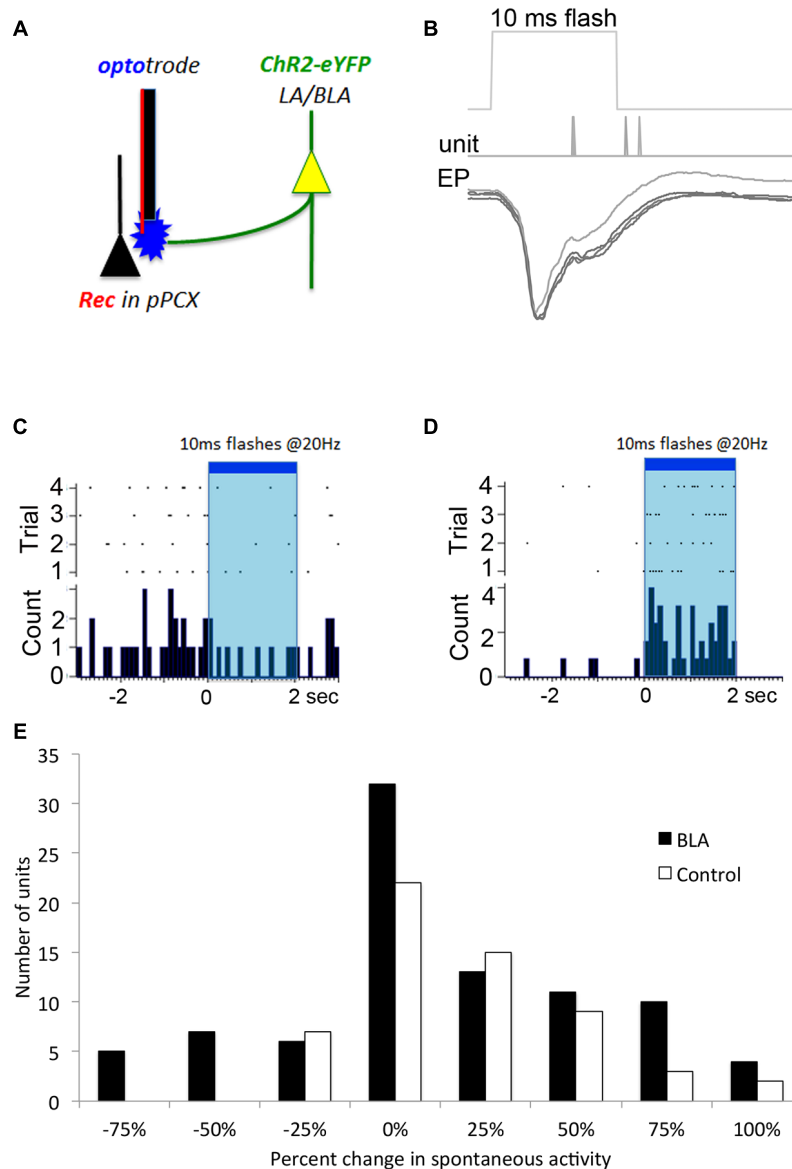 A
optotrode
ChR2-eYFP
LA/BLA
Rec in pPCX
B
10 ms flash
unit
EP
C
10ms flashes @20Hz
4
3
2
1
Trial
2
1
0
Count
-2
0
2 sec
D
10ms flashes @20Hz
4
3
2
1
Trial
4
2
0
Count
-2
0
2 sec
E
35
30
25
20
15
10
5
0
Number of units
BLA
Control
-75%
-50%
-25%
0%
25%
50%
75%
100%
Percent change in spontaneous activity